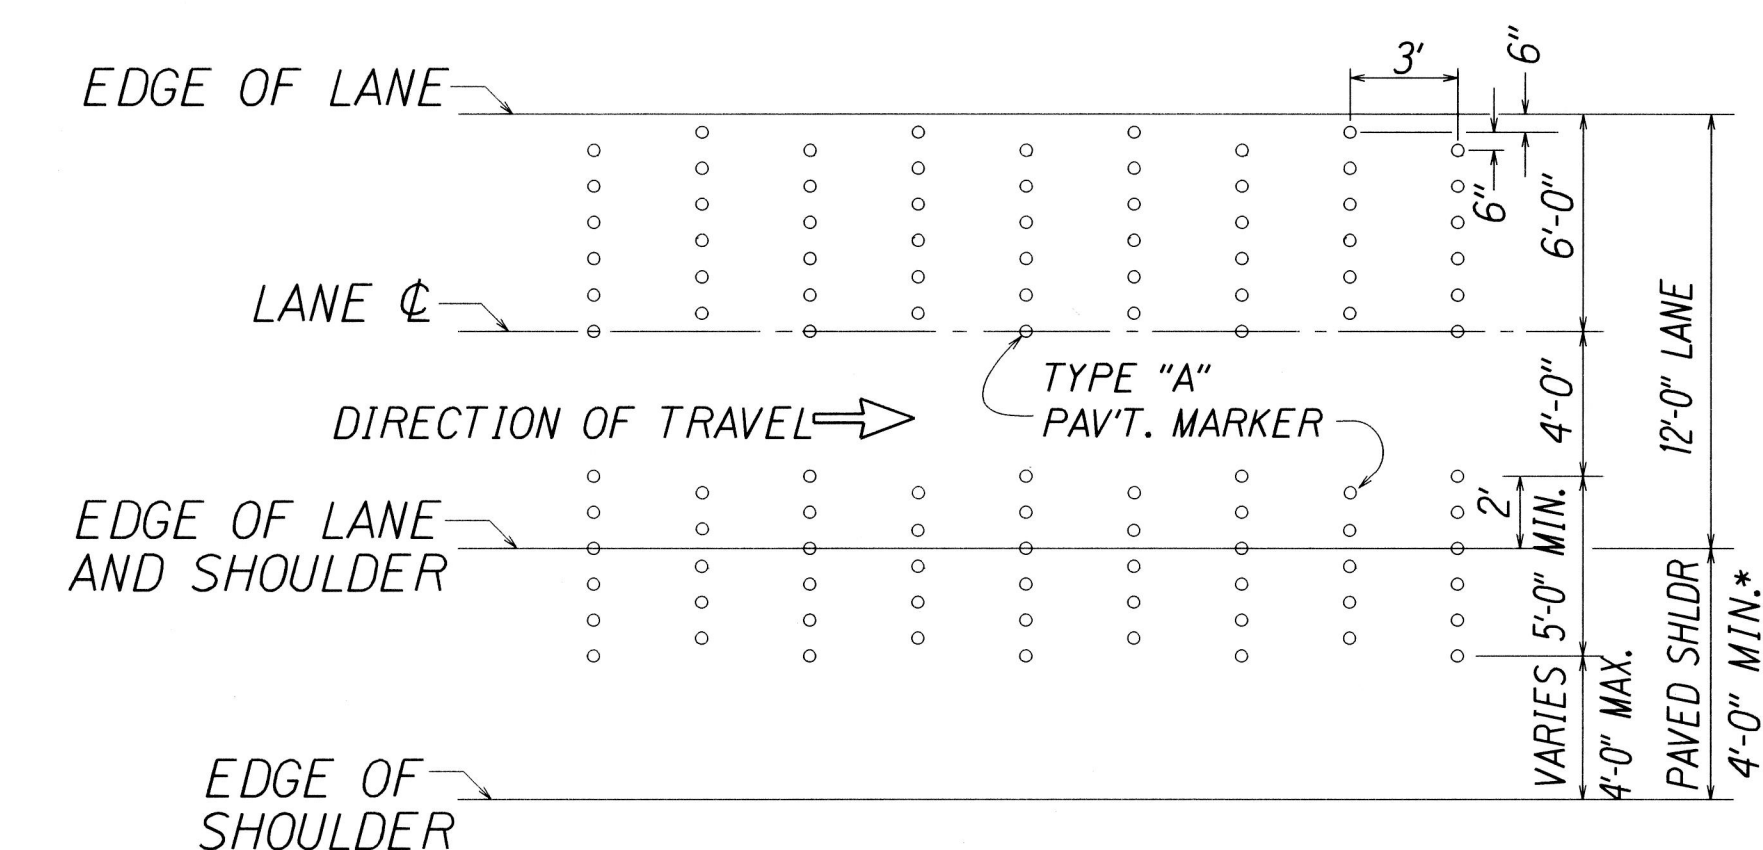 EDGE OF LANE
3'
6"
6"
6'-0"
LANE ℄
TYPE "A"
PAV'T. MARKER
DIRECTION OF TRAVEL
4'-0"
12'-0" LANE
EDGE OF LANE
AND SHOULDER
2'
5'-0" MIN.
VARIES
4'-0" MAX.
PAVED SHLDR
4'-0" MIN.*
EDGE OF
SHOULDER